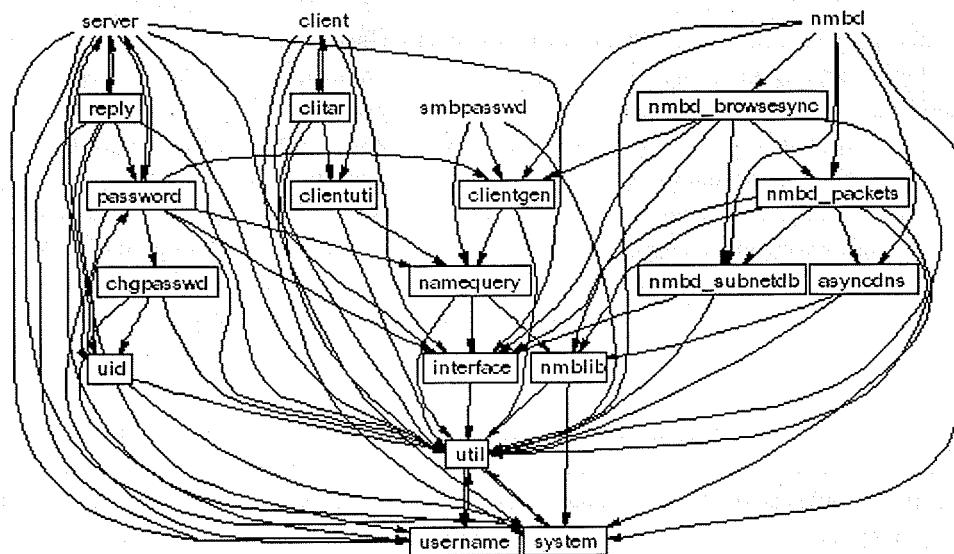 server client nmbd
reply clitar smbpasswd nmbd_browsesync
password clientuti clientgen nmbd_packets
chgpasswd namequery nmbd_subnetdb asyncdns
uid interface nmblib
util
username system